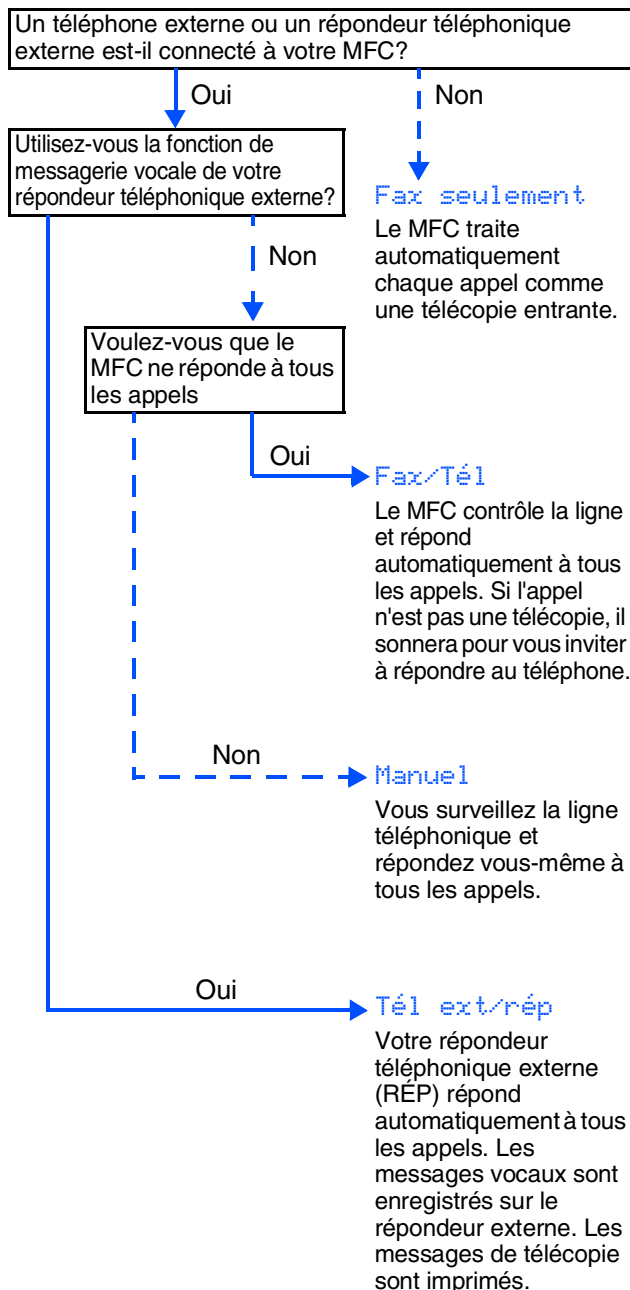 Un téléphone externe ou un répondeur téléphonique
externe est-il connecté à votre MFC?
Oui
Non
Utilisez-vous la fonction de
messagerie vocale de votre
répondeur téléphonique externe?
Fax seulement
Le MFC traite
automatiquement
chaque appel comme
une télécopie entrante.
Non
Voulez-vous que le
MFC ne réponde à tous
les appels
Oui
Fax/Tél
Le MFC contrôle la ligne
et répond
automatiquement à tous
les appels. Si l'appel
n'est pas une télécopie, il
sonnera pour vous inviter
à répondre au téléphone.
Non
Manuel
Vous surveillez la ligne
téléphonique et
répondez vous-même à
tous les appels.
Oui
Tél ext/rép
Votre répondeur
téléphonique externe
(RÉP) répond
automatiquement à tous
les appels. Les
messages vocaux sont
enregistrés sur le
répondeur externe. Les
messages de télécopie
sont imprimés.